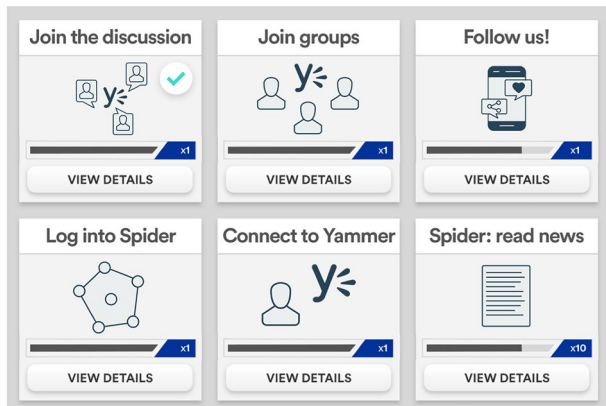 Join the discussion
Join groups
Follow us!
x1
x1
x1
VIEW DETAILS
VIEW DETAILS
VIEW DETAILS
Log into Spider
Connect to Yammer
Spider: read news
x1
x1
x10
VIEW DETAILS
VIEW DETAILS
VIEW DETAILS